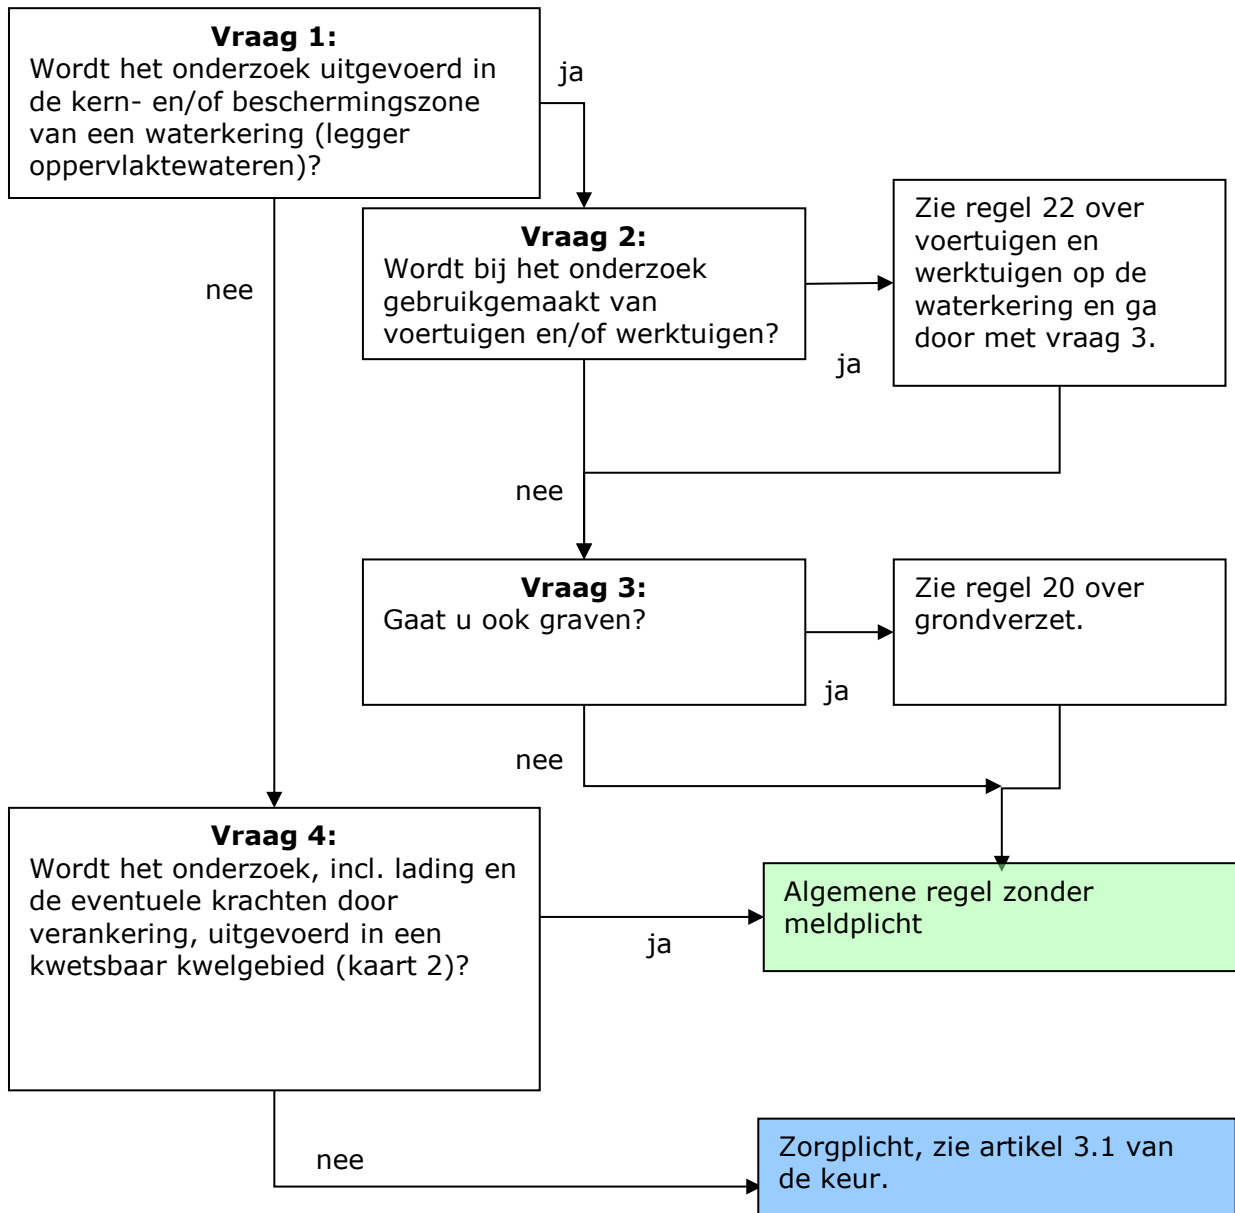 Vraag 1:
Wordt het onderzoek uitgevoerd in
de kern- en/of beschermingszone
van een waterkering (legger
oppervlaktewateren)?
ja
nee
Vraag 2:
Wordt bij het onderzoek
gebruikgemaakt van
voertuigen en/of werktuigen?
ja
Zie regel 22 over
voertuigen en
werktuigen op de
waterkering en ga
door met vraag 3.
nee
Vraag 3:
Gaat u ook graven?
ja
Zie regel 20 over
grondverzet.
nee
Vraag 4:
Wordt het onderzoek, incl. lading en
de eventuele krachten door
verankering, uitgevoerd in een
kwetsbaar kwelgebied (kaart 2)?
ja
Algemene regel zonder
meldplicht
nee
Zorgplicht, zie artikel 3.1 van
de keur.